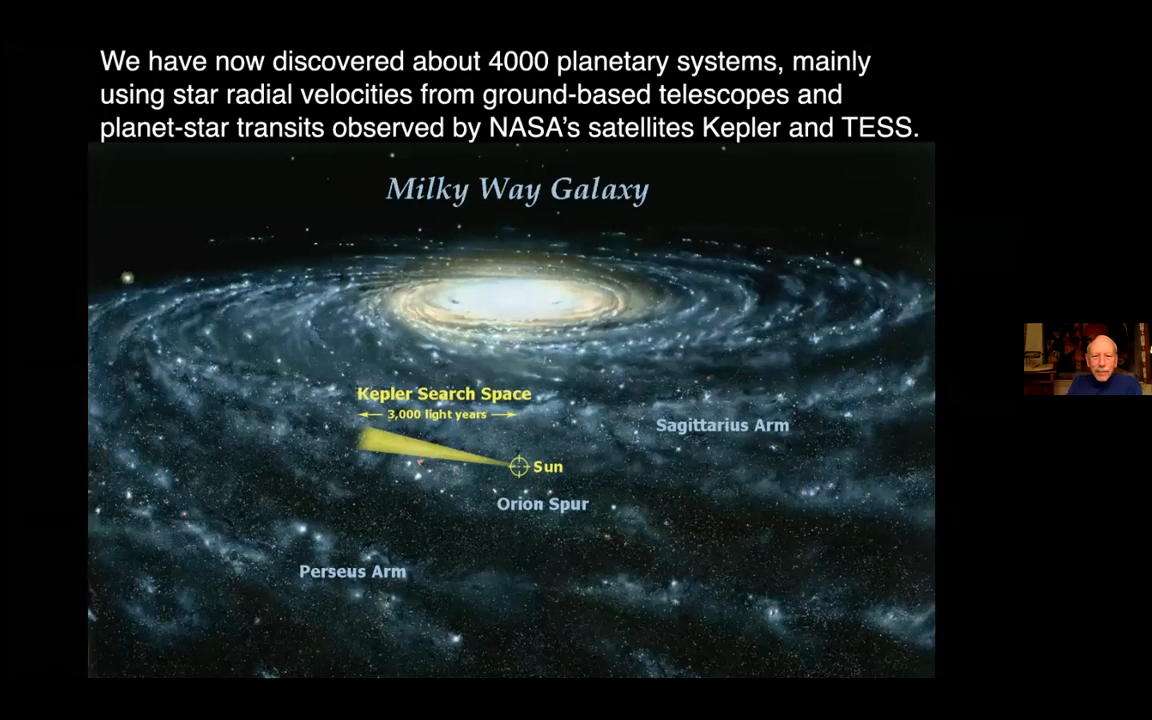 We have now discovered about 4000 planetary systems, mainly
using star radial velocities from ground-based telescopes and
planet-star transits observed by NASA’s satellites Kepler and TESS.
Milky Way Galaxy
Kepler Search Space
3,000 light years
Sagittarius Arm
Sun
Orion Spur
Perseus Arm